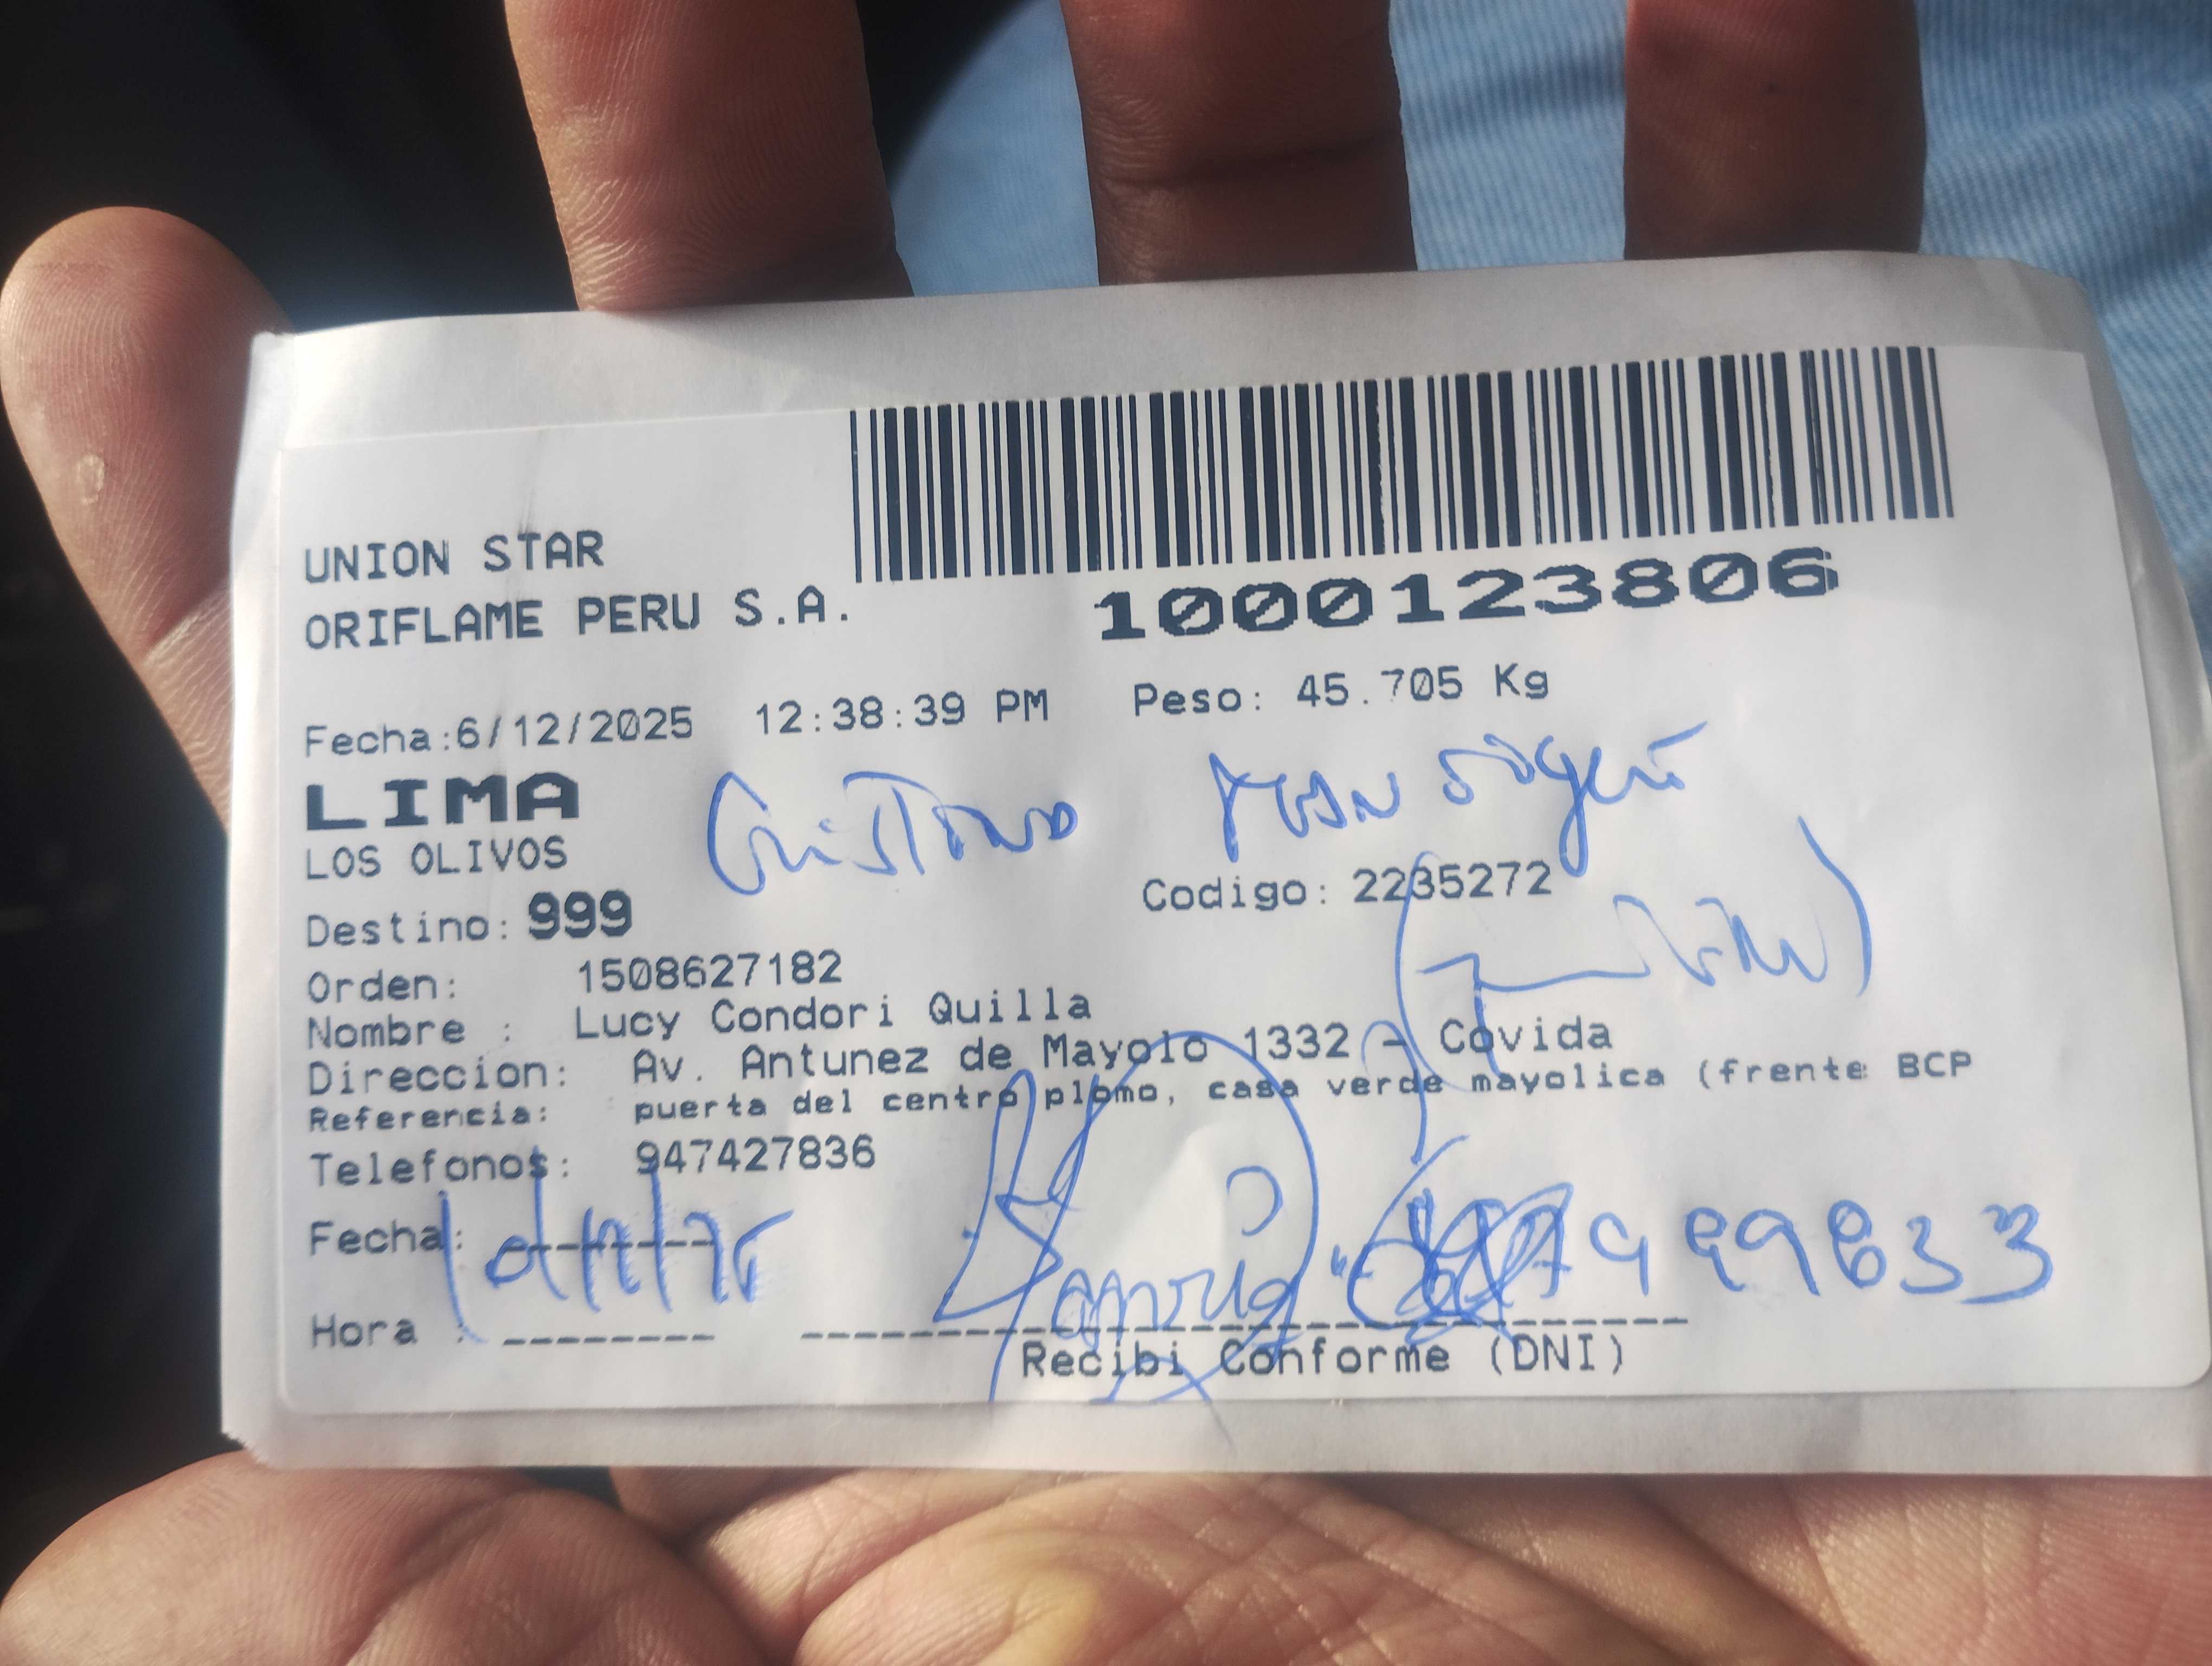 UNION STAR
ORIFLAME PERU S.A.
1000123806
Fecha:6/12/2025 12:38:39 PM Peso: 45.705 Kg
LIMA
LOS OLIVOS
Destino: 999 Codigo: 2235272
Orden: 1508627182
Nombre : Lucy Condori Quilla
Direccion: Av. Antunez de Mayolo 1332 - Covida
Referencia: puerta del centro plomo, casa verde mayolica (frente BCP
Telefonos: 947427836
Fecha:
Hora :
Recibi Conforme (DNI)